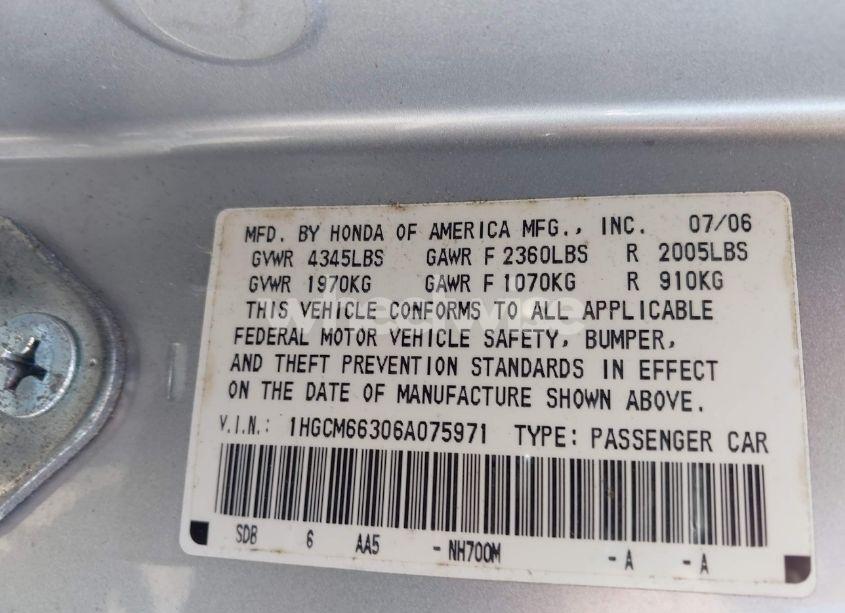 MFD. BY HONDA OF AMERICA MFG., INC. 07/06
GVWR 4345LBS GAWR F 2360LBS R 2005LBS
GVWR 1970KG GAWR F 1070KG R 910KG
THIS VEHICLE CONFORMS TO ALL APPLICABLE
FEDERAL MOTOR VEHICLE SAFETY, BUMPER,
AND THEFT PREVENTION STANDARDS IN EFFECT
ON THE DATE OF MANUFACTURE SHOWN ABOVE.
V.I.N.: 1HGCM66306A075971 TYPE: PASSENGER CAR
SDB 6 AA5 -NH700M -A -A